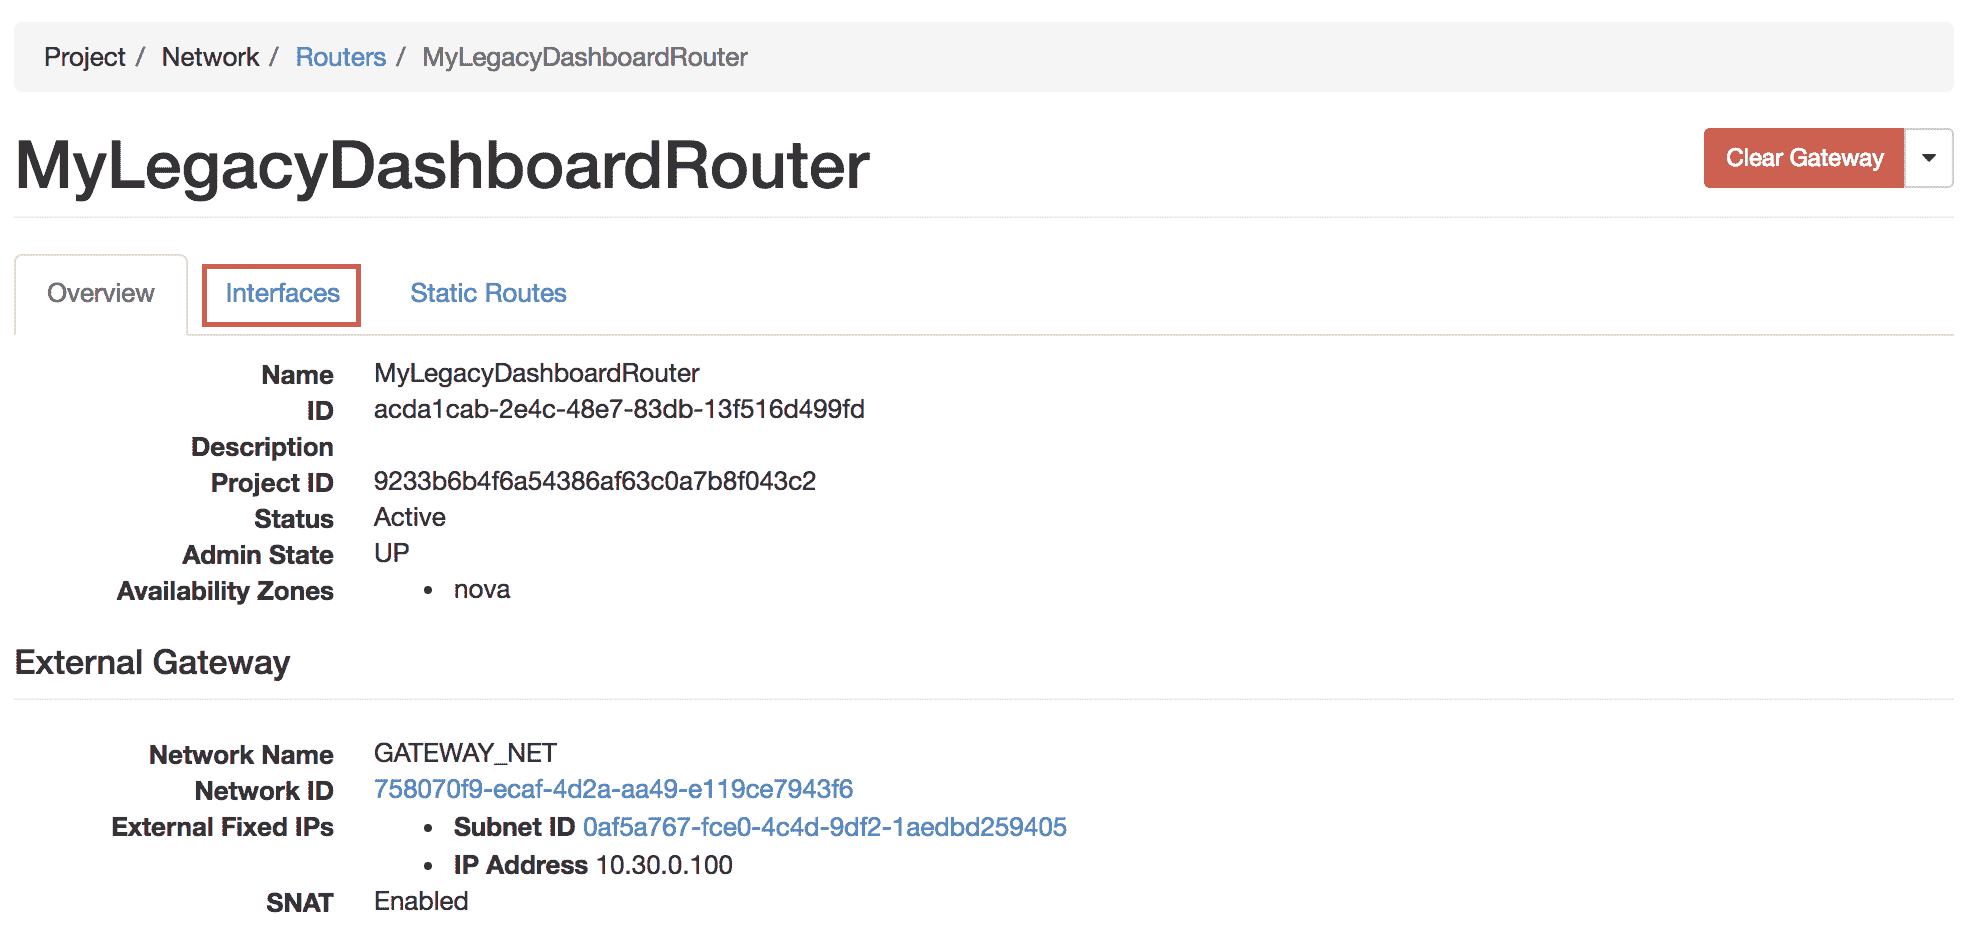 Project / Network / Routers / MyLegacyDashboardRouter
MyLegacyDashboardRouter
Clear Gateway
Overview Interfaces Static Routes
Name MyLegacyDashboardRouter
ID acda1cab-2e4c-48e7-83db-13f516d499fd
Description
Project ID 9233b6b4f6a54386af63c0a7b8f043c2
Status Active
Admin State UP
Availability Zones • nova
External Gateway
Network Name GATEWAY_NET
Network ID 758070f9-ecaf-4d2a-aa49-e119ce7943f6
External Fixed IPs • Subnet ID 0af5a767-fce0-4c4d-9df2-1aedbd259405
• IP Address 10.30.0.100
SNAT Enabled